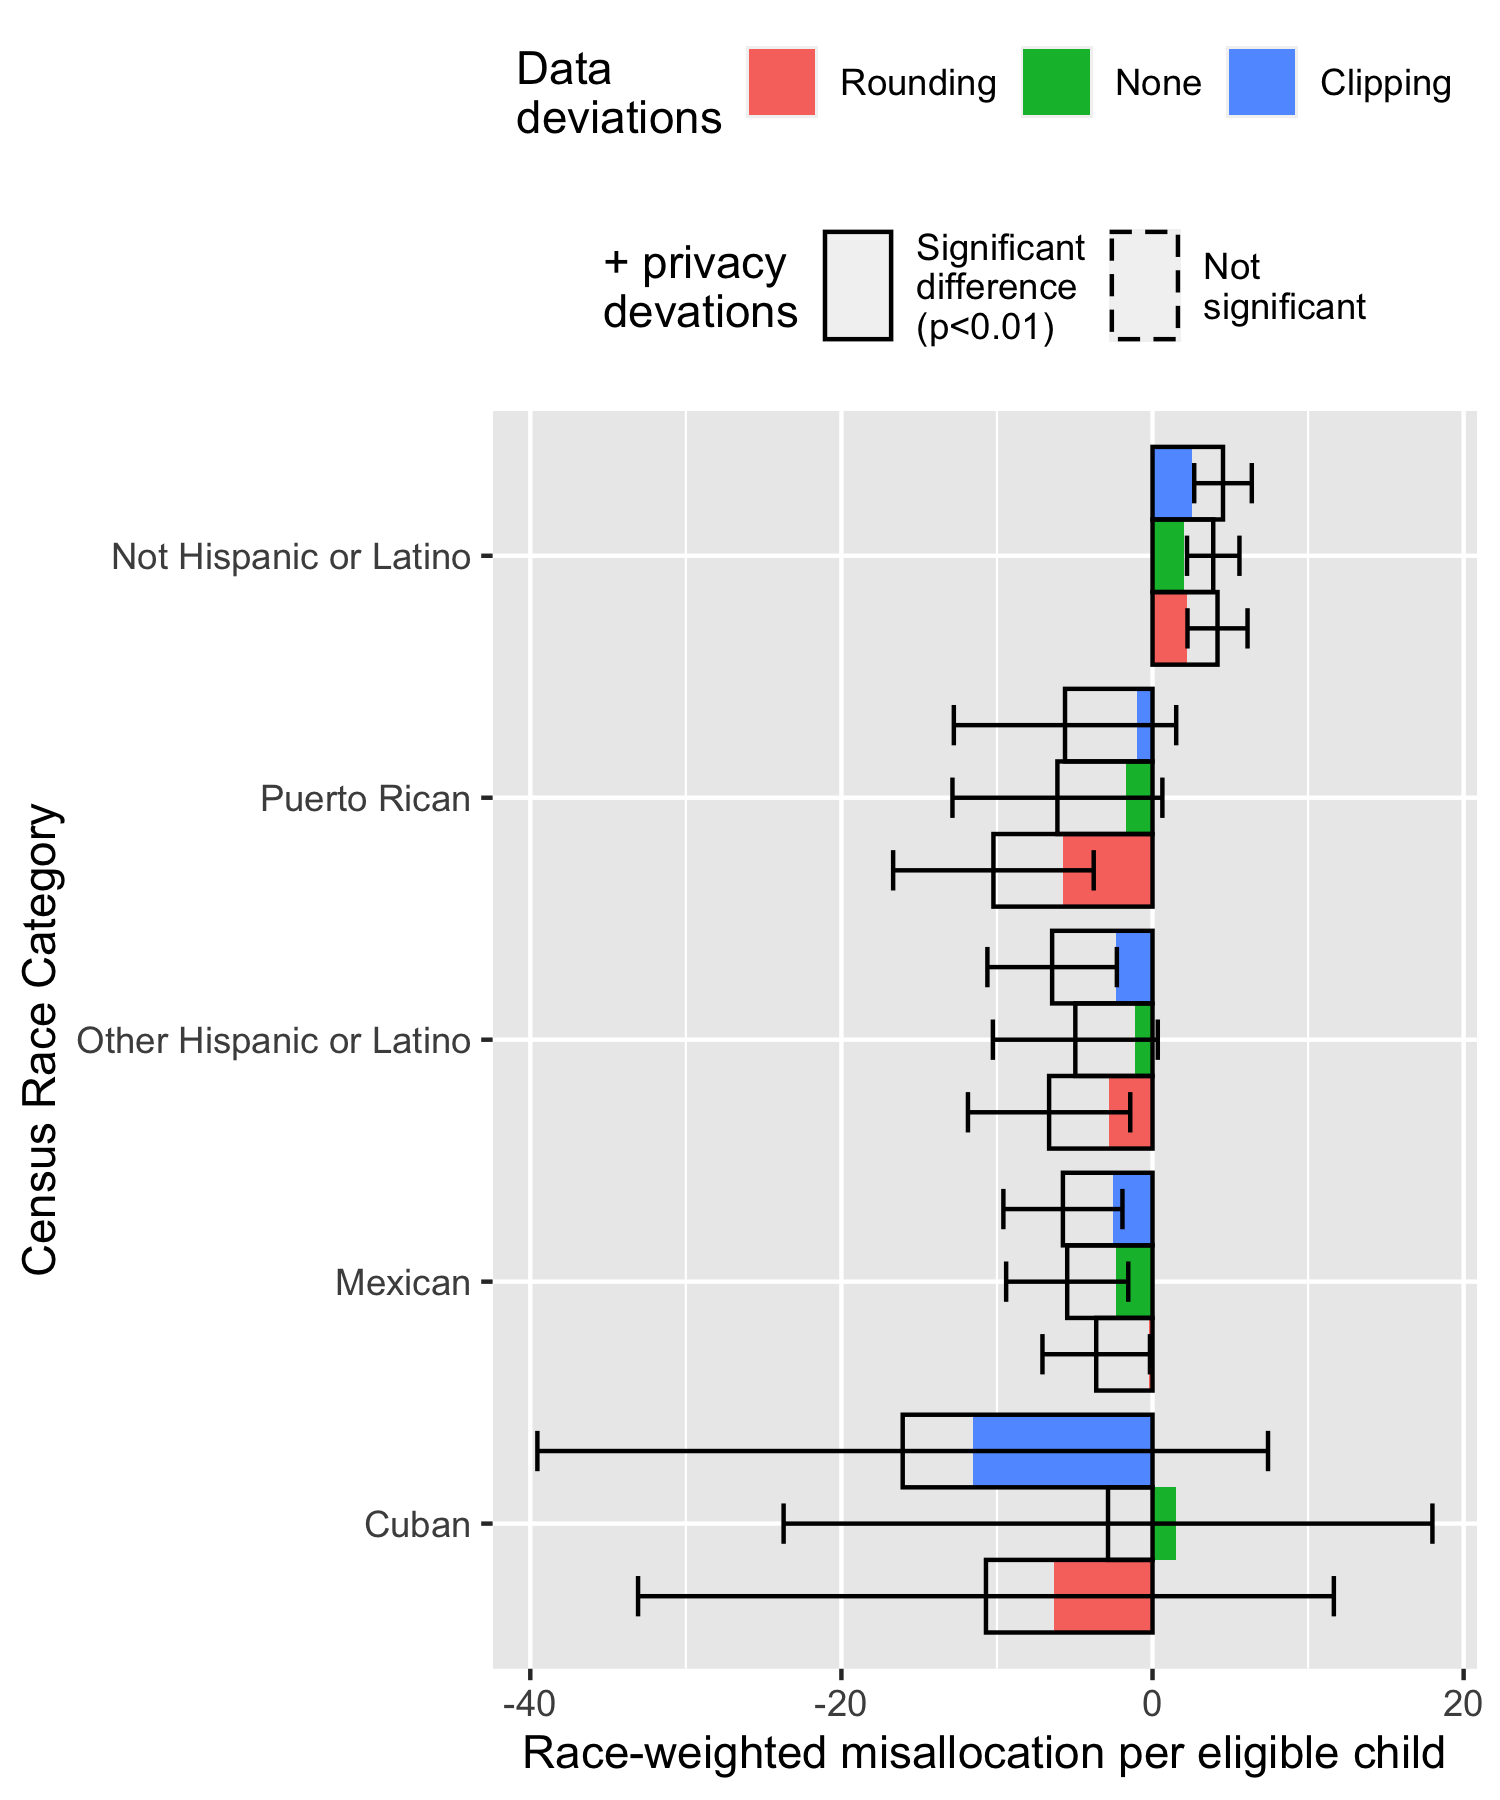 Data
deviations
Rounding
None
Clipping
+ privacy
devations
Significant
difference
(p<0.01)
Not
significant
Census Race Category
Not Hispanic or Latino
Puerto Rican
Other Hispanic or Latino
Mexican
Cuban
-40
-20
0
20
Race-weighted misallocation per eligible child